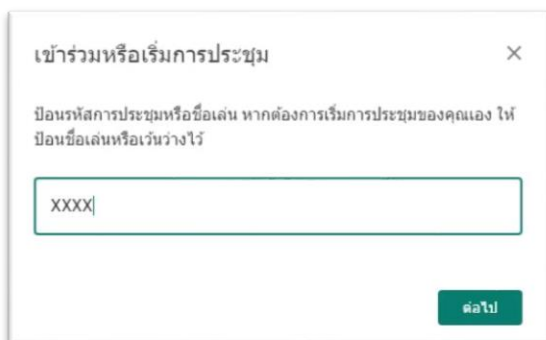 เข้าร่วมหรือเริ่มการประชุม
ป้อนรหัสการประชุมหรือชื่อเล่น หากต้องการเริ่มการประชุมของคุณเอง ให้
ป้อนชื่อเล่นหรือเว้นว่างไว้
XXXX
ต่อไป